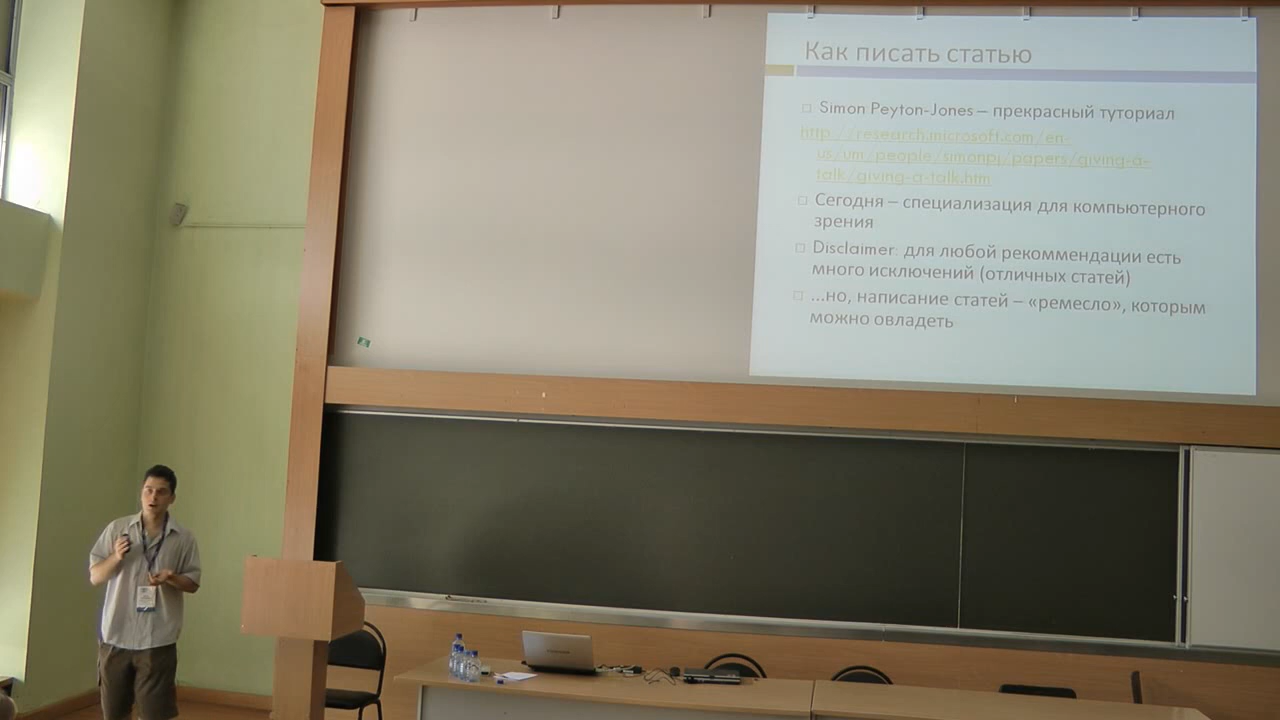 Как писать статью
Simon Peyton-Jones – прекрасный туториал
http://research.microsoft.com/en-
us/um/people/simonpj/papers/giving-a-
talk/giving-a-talk.htm
Сегодня – специализация для компьютерного
зрения
Disclaimer: для любой рекоммендации есть
много исключений (отличных статей)
...но, написание статей – «ремесло», которым
можно овладеть